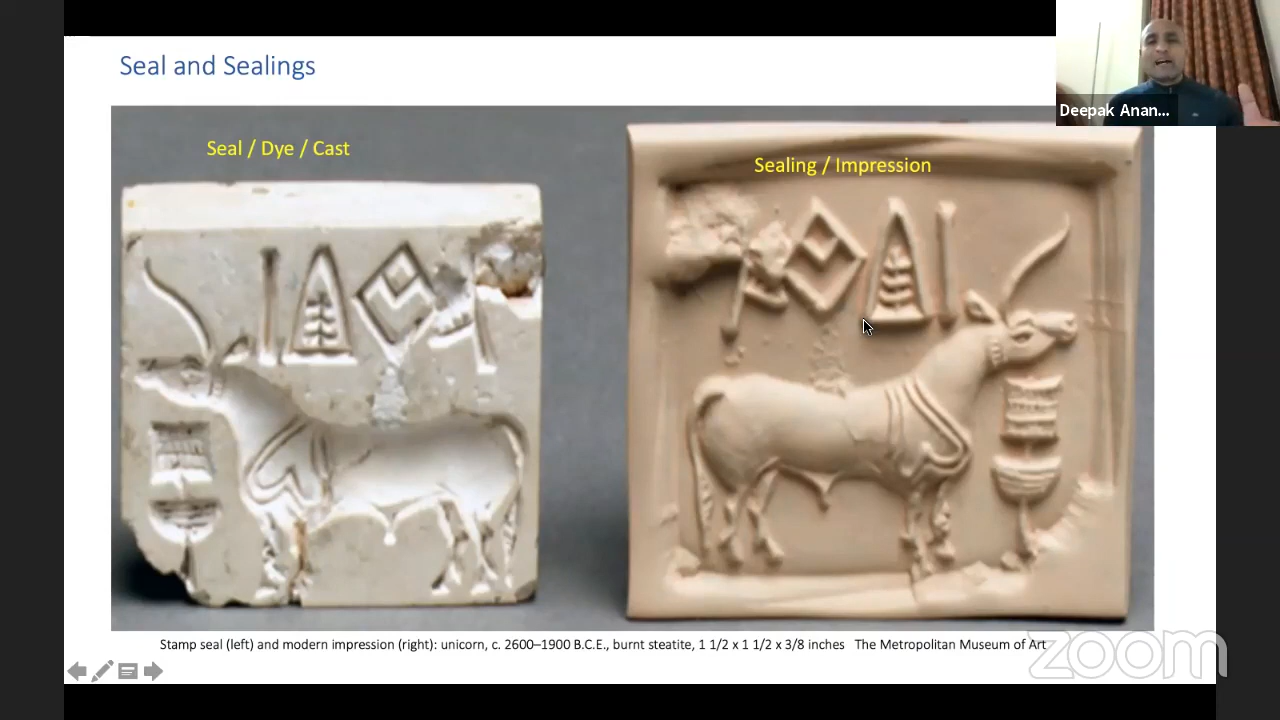 Seal and Sealings
Deepak Anan...
Seal / Dye / Cast
Sealing / Impression
Stamp seal (left) and modern impression (right): unicorn, c. 2600–1900 B.C.E., burnt steatite, 1 1/2 x 1 1/2 x 3/8 inches The Metropolitan Museum of Art
zoom